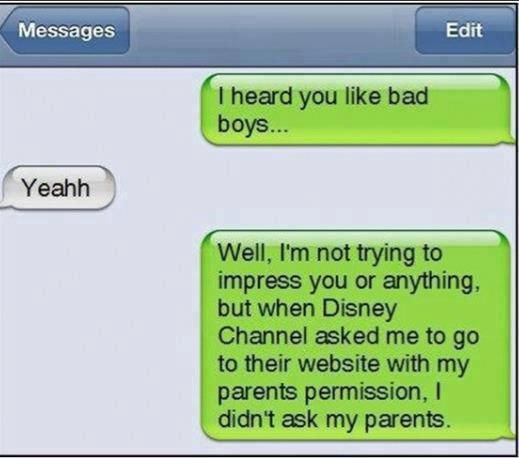 Messages
Edit
I heard you like bad
boys...
Yeahh
Well, I'm not trying to
impress you or anything,
but when Disney
Channel asked me to go
to their website with my
parents permission, I
didn't ask my parents.